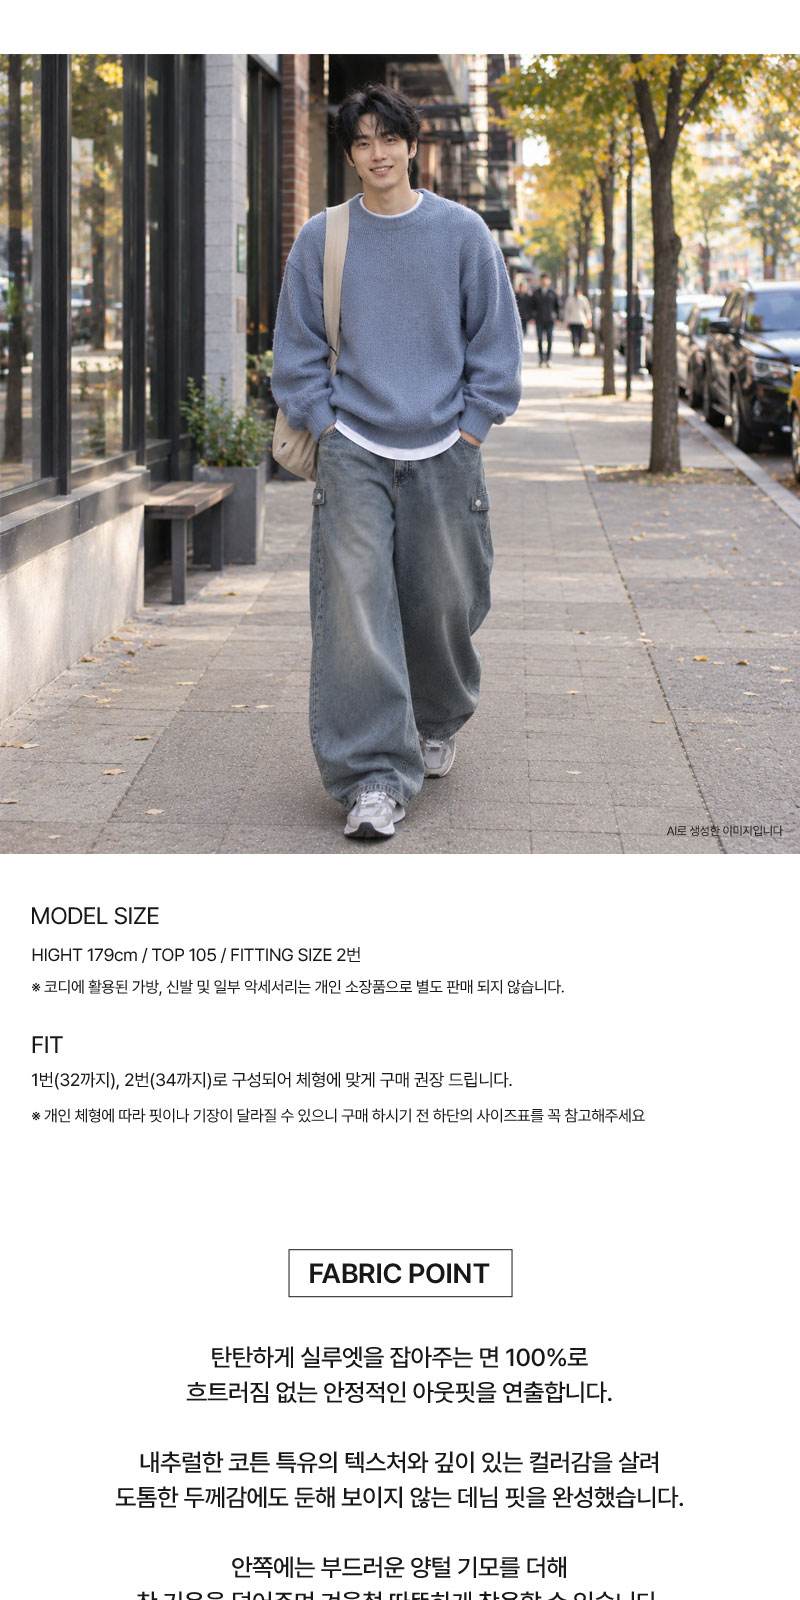 AI로 생성한 이미지입니다
MODEL SIZE
HIGHT 179cm / TOP 105 / FITTING SIZE 2번
※ 코디에 활용된 가방, 신발 및 일부 악세서리는 개인 소장품으로 별도 판매 되지 않습니다.
FIT
1번(32까지), 2번(34까지)로 구성되어 체형에 맞게 구매 권장 드립니다.
※ 개인 체형에 따라 핏이나 기장이 달라질 수 있으니 구매 하시기 전 하단의 사이즈표를 꼭 참고해주세요
FABRIC POINT
탄탄하게 실루엣을 잡아주는 면 100%로
흐트러짐 없는 안정적인 아웃핏을 연출합니다.
내추럴한 코튼 특유의 텍스처와 깊이 있는 컬러감을 살려
도톰한 두께감에도 둔해 보이지 않는 데님 핏을 완성했습니다.
안쪽에는 부드러운 양털 기모를 더해